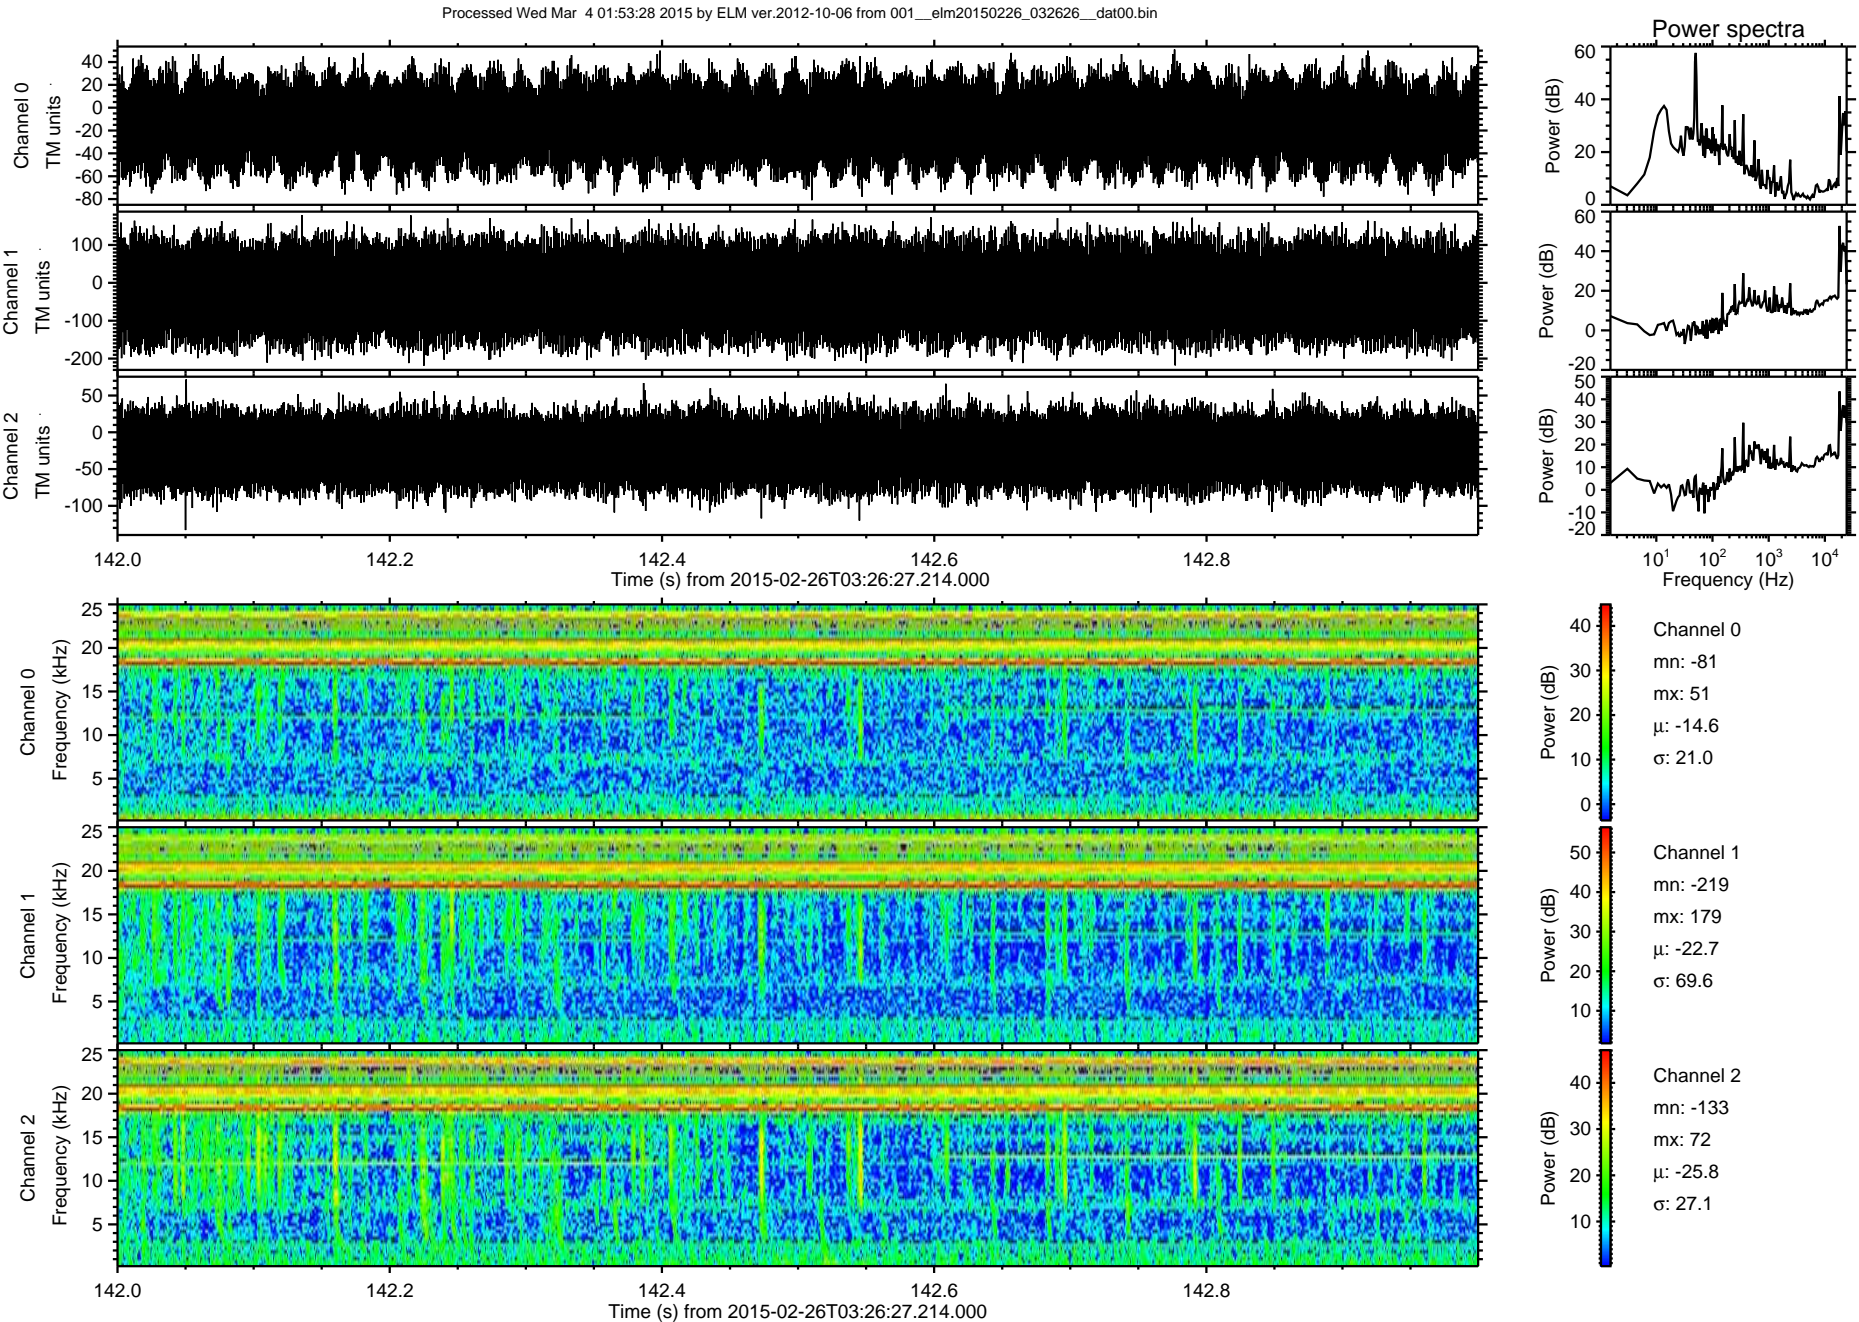 Processed Wed Mar  4 01:53:28 2015 by ELM ver.2012-10-06 from 001__elm20150226_032626__dat00.bin
Power spectra
Channel 0
TM units
40
20
0
-20
-40
-60
-80
Power (dB)
60
40
20
0
Channel 1
TM units
100
0
-100
-200
Power (dB)
60
40
20
0
-20
Channel 2
TM units
50
0
-50
-100
Power (dB)
50
40
30
20
10
0
-10
-20
142.0 142.2 142.4 142.6 142.8
Time (s) from 2015-02-26T03:26:27.214.000
10^1 10^2 10^3 10^4
Frequency (Hz)
Channel 0
Frequency (kHz)
25
20
15
10
5
Power (dB)
40
30
20
10
0
Channel 0
mn: -81
mx: 51
μ: -14.6
σ: 21.0
Channel 1
Frequency (kHz)
25
20
15
10
5
Power (dB)
50
40
30
20
10
Channel 1
mn: -219
mx: 179
μ: -22.7
σ: 69.6
Channel 2
Frequency (kHz)
25
20
15
10
5
Power (dB)
40
30
20
10
Channel 2
mn: -133
mx: 72
μ: -25.8
σ: 27.1
142.0 142.2 142.4 142.6 142.8
Time (s) from 2015-02-26T03:26:27.214.000